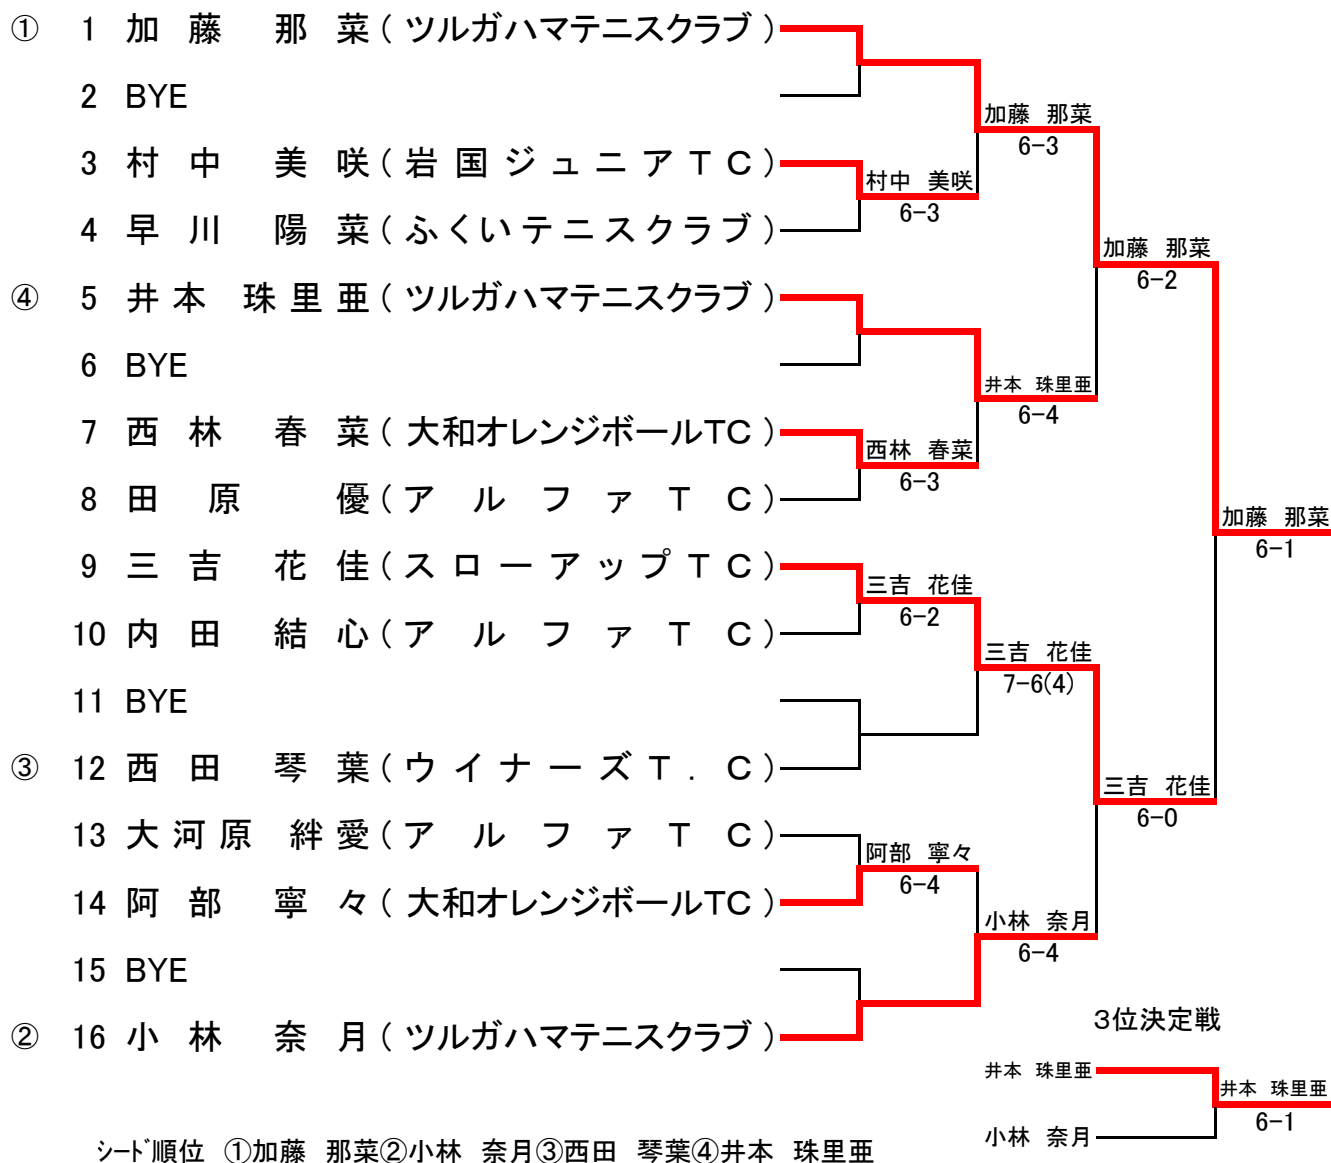 ① 1 加藤 那菜(ツルガハマテニスクラブ)
2 BYE
加藤 那菜
6-3
3 村中 美咲(岩国ジュニアTC)
村中 美咲
6-3
4 早川 陽菜(ふくいテニスクラブ)
加藤 那菜
6-2
④ 5 井本 珠里亜(ツルガハマテニスクラブ)
6 BYE
井本 珠里亜
6-4
7 西林 春菜(大和オレンジボールTC)
西林 春菜
6-3
8 田原 優(アルファTC)
加藤 那菜
6-1
9 三吉 花佳(スローアップTC)
三吉 花佳
6-2
10 内田 結心(アルファTC)
三吉 花佳
7-6(4)
11 BYE
③ 12 西田 琴葉(ウイナーズT.C)
三吉 花佳
6-0
13 大河原 絆愛(アルファTC)
阿部 寧々
6-4
14 阿部 寧々(大和オレンジボールTC)
小林 奈月
6-4
15 BYE
② 16 小林 奈月(ツルガハマテニスクラブ)
3位決定戦
井本 珠里亜
井本 珠里亜
6-1
小林 奈月
シード順位 ①加藤 那菜②小林 奈月③西田 琴葉④井本 珠里亜